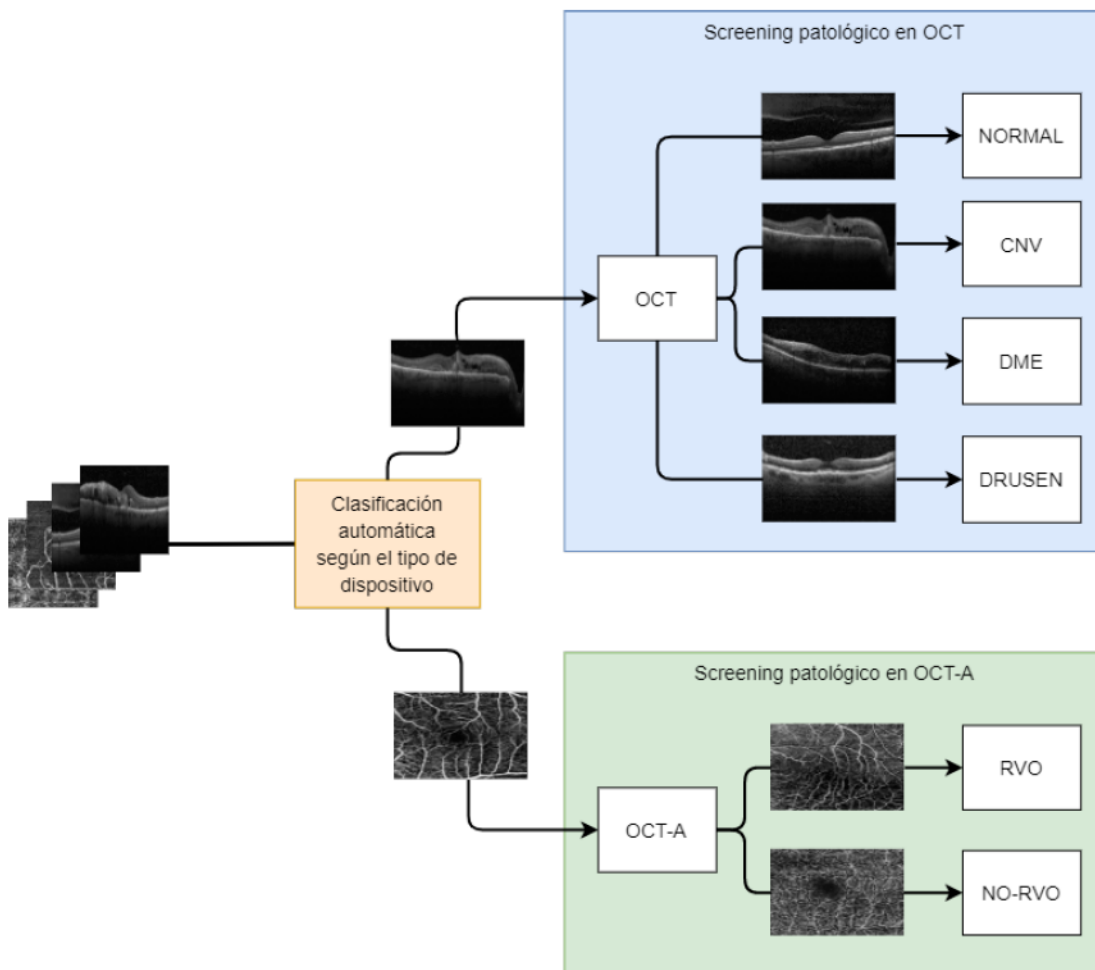 Screening patológico en OCT
NORMAL
CNV
OCT
DME
DRUSEN
Clasificación
automática
según el tipo de
dispositivo
Screening patológico en OCT-A
RVO
OCT-A
NO-RVO